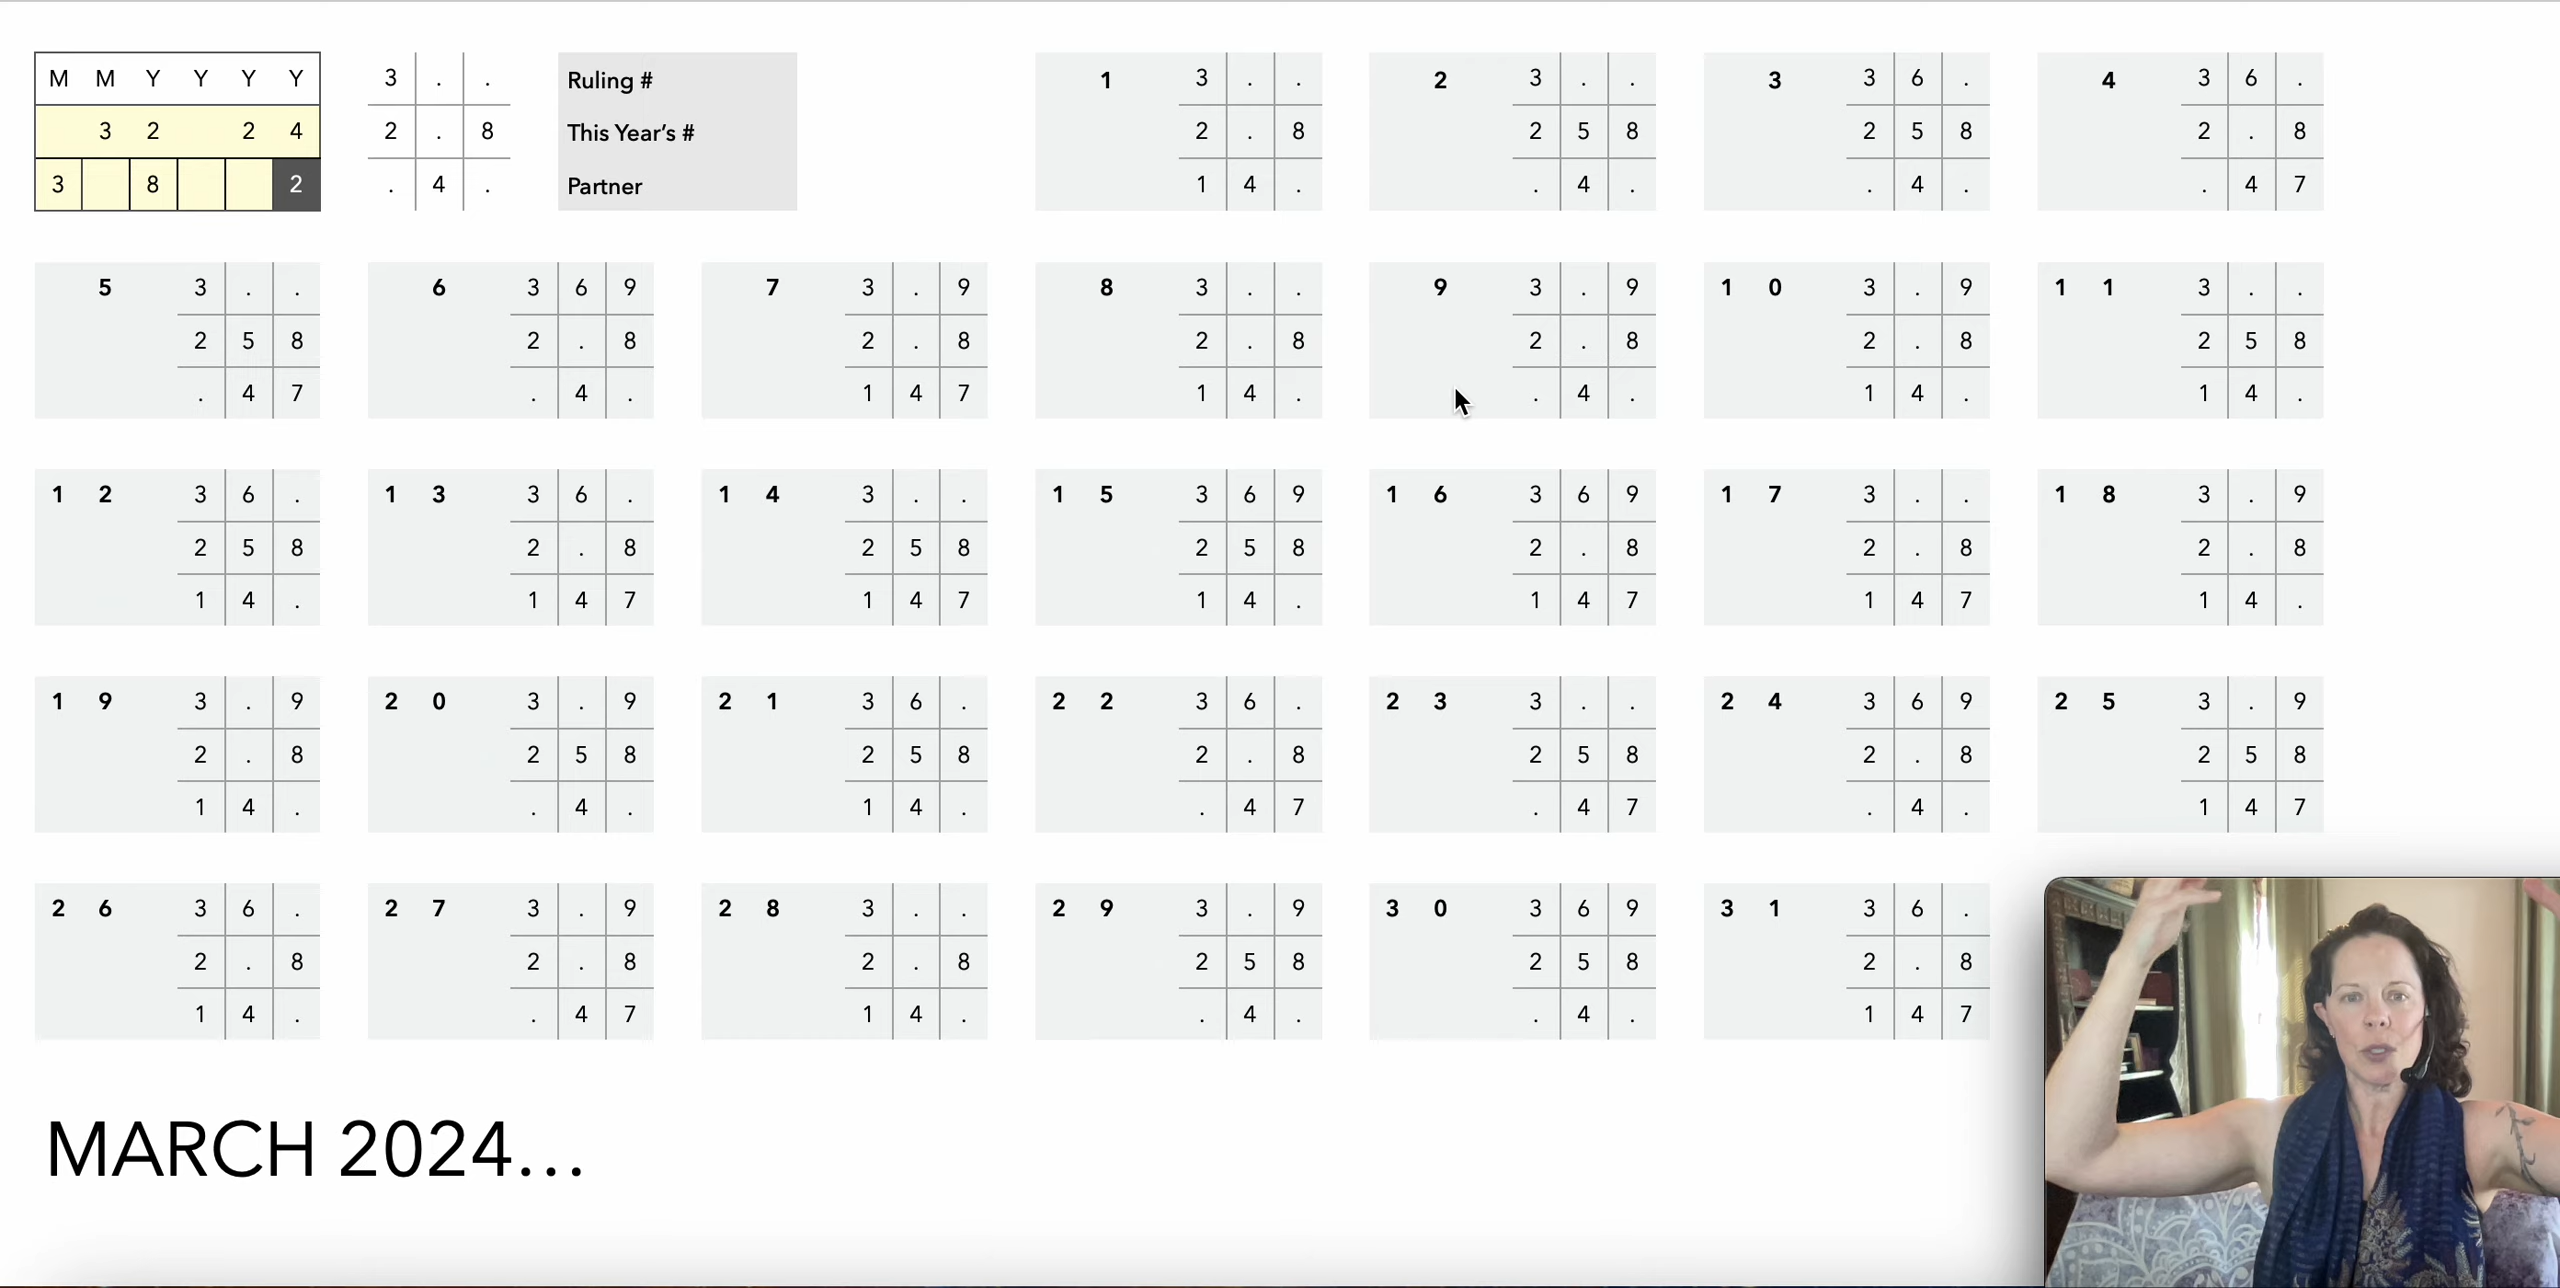 M M Y Y Y Y 3 . . Ruling # 1 3 . . 2 3 . . 3 3 6 . 4 3 6 .
3 2 2 4 2 . 8 This Year's # 2 . 8 2 5 8 2 5 8 2 . 8
3 8 2 . 4 . Partner 1 4 . . 4 . . 4 . . 4 7
5 3 . . 6 3 6 9 7 3 . 9 8 3 . . 9 3 . 9 1 0 3 . 9 1 1 3 . .
2 5 8 2 . 8 2 . 8 2 . 8 2 . 8 2 . 8 2 5 8
. 4 7 . 4 . 1 4 7 1 4 . . 4 . 1 4 . 1 4 .
1 2 3 6 . 1 3 3 6 . 1 4 3 . . 1 5 3 6 9 1 6 3 6 9 1 7 3 . . 1 8 3 . 9
2 5 8 2 . 8 2 5 8 2 5 8 2 . 8 2 . 8 2 . 8
1 4 . 1 4 7 1 4 7 1 4 . 1 4 7 1 4 7 1 4 .
1 9 3 . 9 2 0 3 . 9 2 1 3 6 . 2 2 3 6 . 2 3 3 . . 2 4 3 6 9 2 5 3 . 9
2 . 8 2 5 8 2 5 8 2 . 8 2 5 8 2 . 8 2 5 8
1 4 . . 4 . 1 4 . . 4 7 . 4 7 . 4 . 1 4 7
2 6 3 6 . 2 7 3 . 9 2 8 3 . . 2 9 3 . 9 3 0 3 6 9 3 1 3 6 .
2 . 8 2 . 8 2 . 8 2 5 8 2 5 8 2 . 8
1 4 . . 4 7 1 4 . . 4 . . 4 . 1 4 7
MARCH 2024...